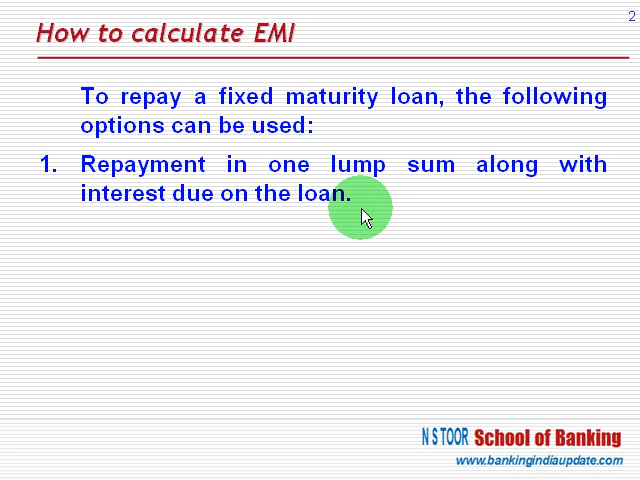 2
How to calculate EMI
To repay a fixed maturity loan, the following
options can be used:
1. Repayment in one lump sum along with
interest due on the loan.
N S TOOR School of Banking
www.bankingindiaupdate.com